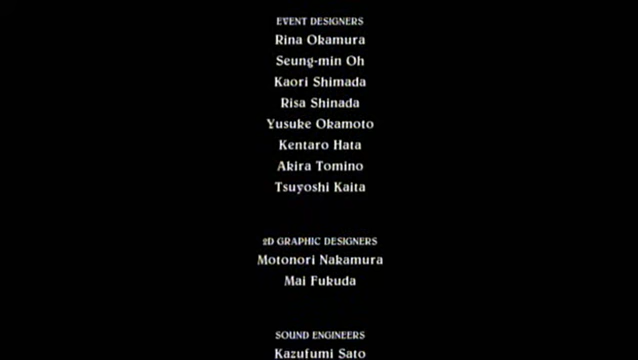 EVENT DESIGNERS
Rina Okamura
Seung-min Oh
Kaori Shimada
Risa Shinada
Yusuke Okamoto
Kentaro Hata
Akira Tomino
Tsuyoshi Kaita
2D GRAPHIC DESIGNERS
Motonori Nakamura
Mai Fukuda
SOUND ENGINEERS
Kazufumi Sato